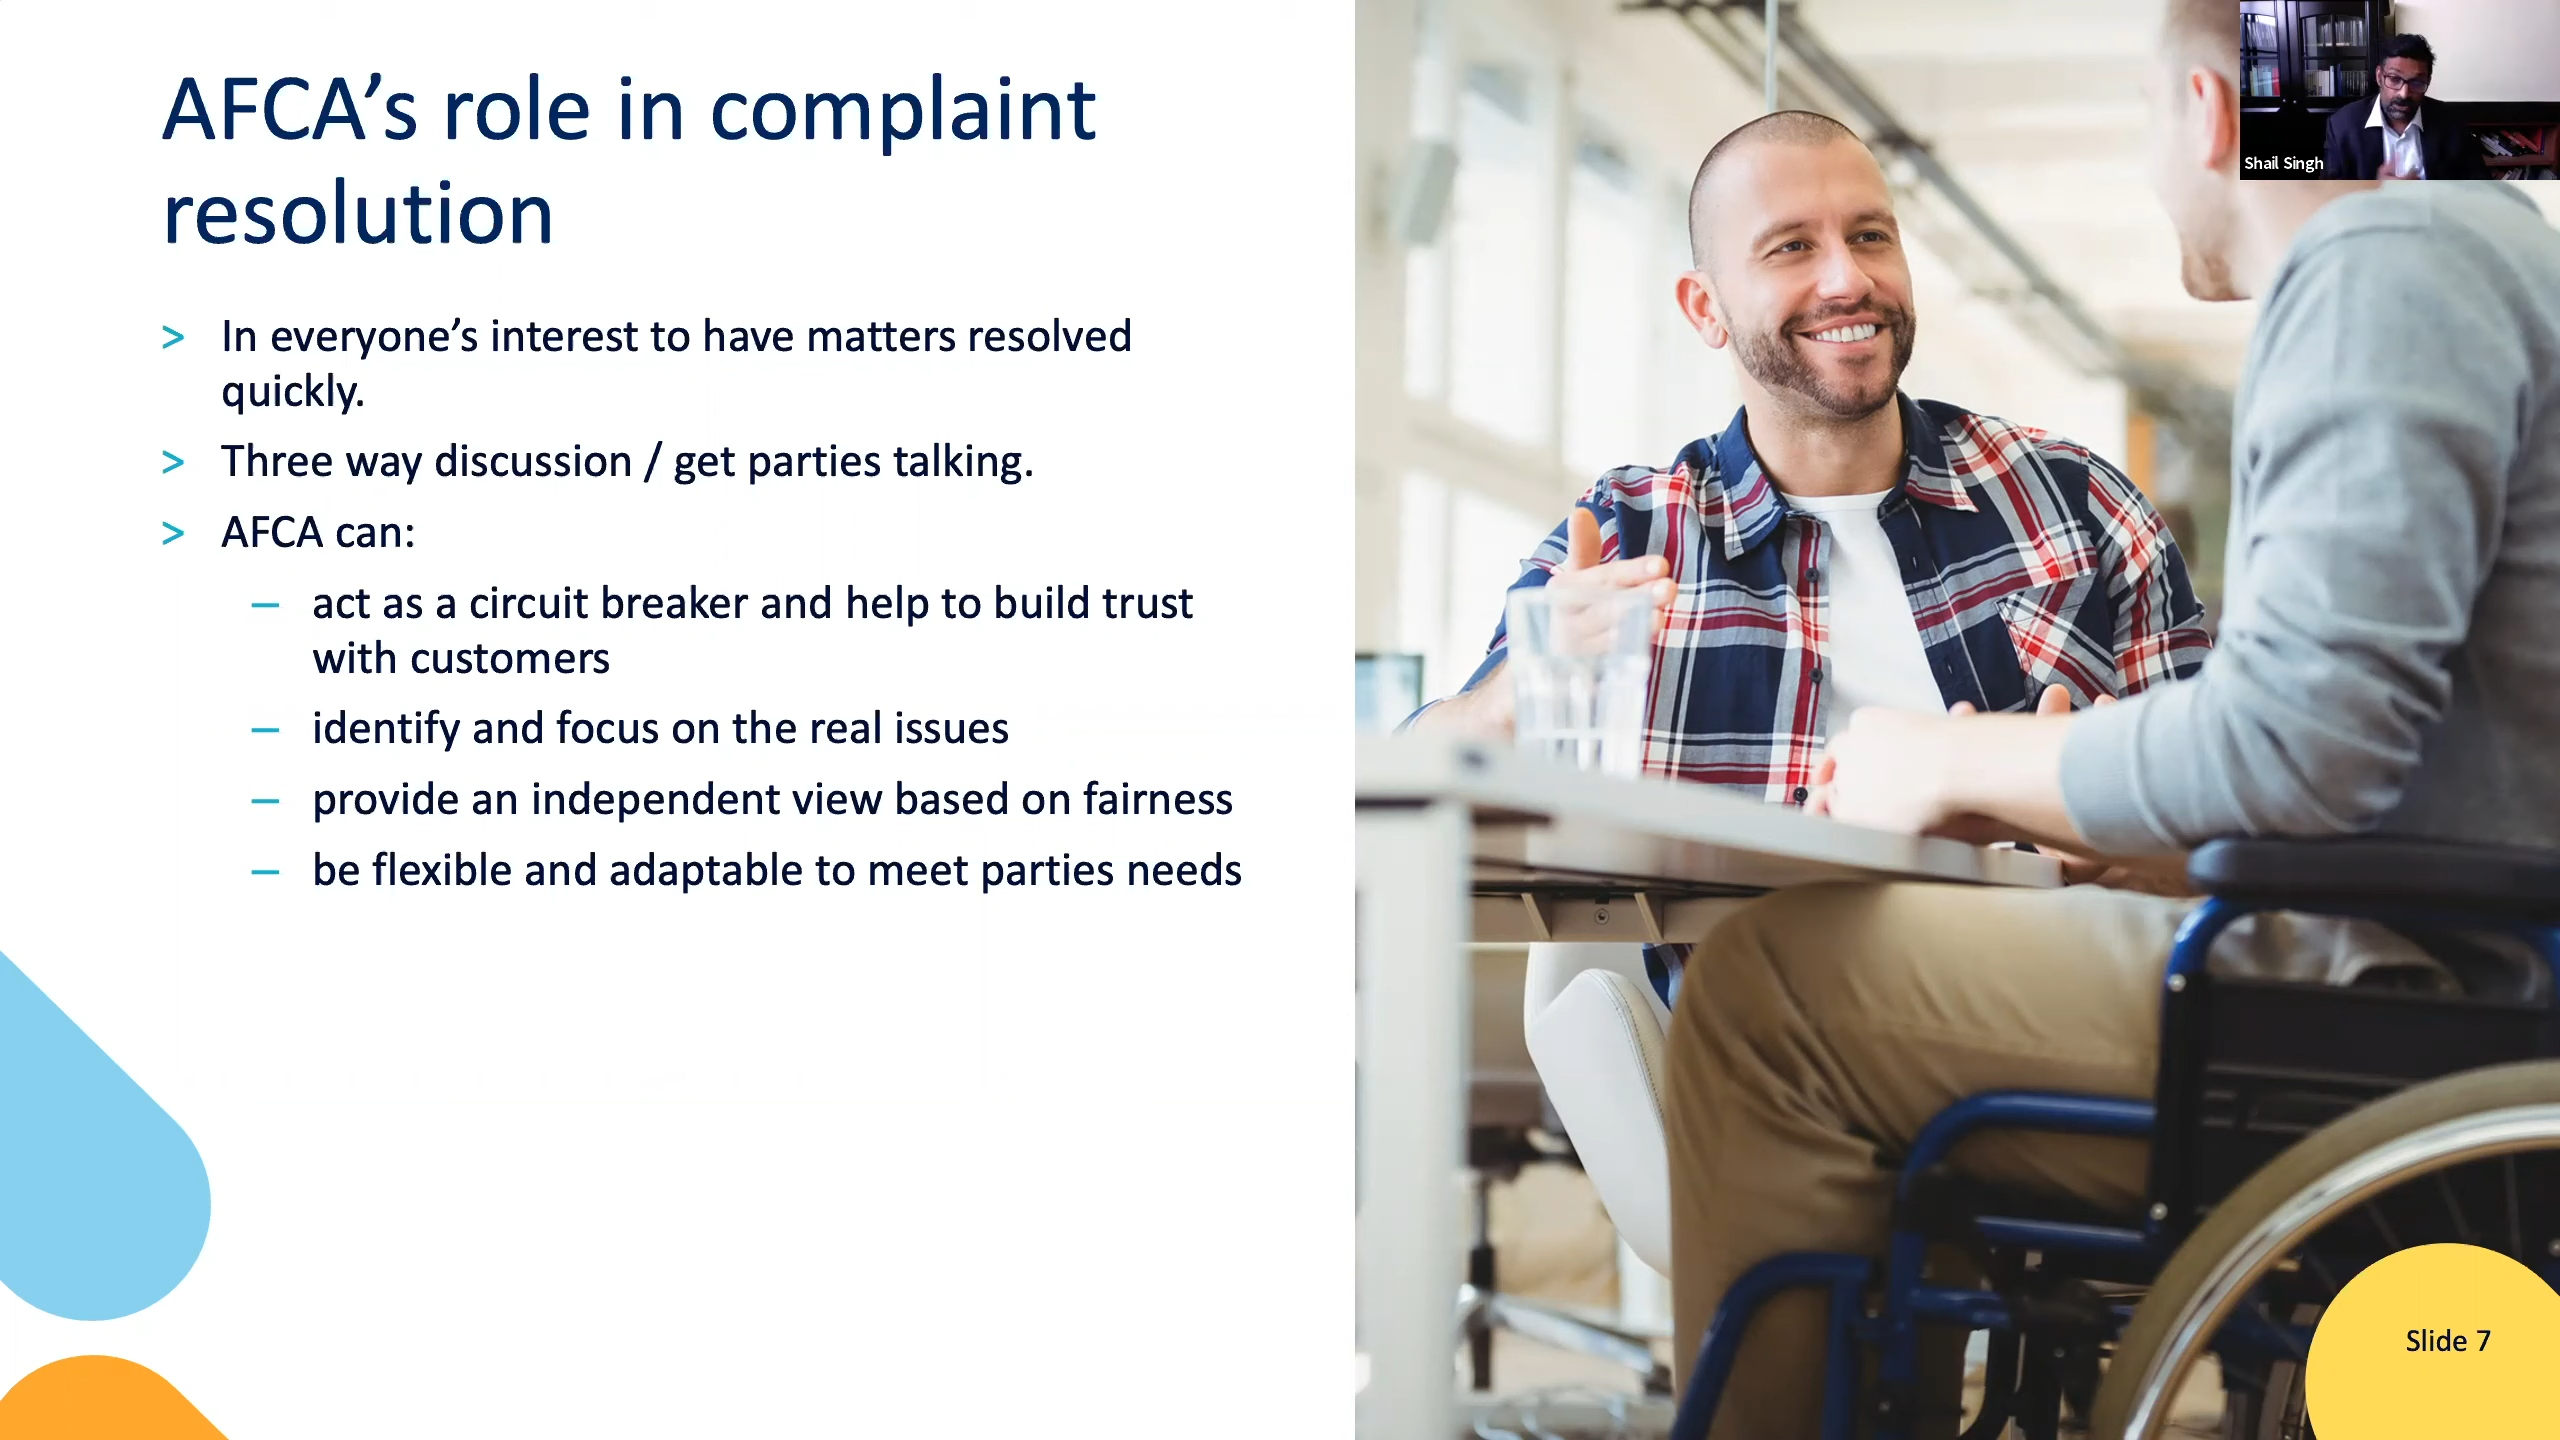 AFCA’s role in complaint
resolution
> In everyone’s interest to have matters resolved
quickly.
> Three way discussion / get parties talking.
> AFCA can:
– act as a circuit breaker and help to build trust
with customers
– identify and focus on the real issues
– provide an independent view based on fairness
– be flexible and adaptable to meet parties needs
Shail Singh
Slide 7